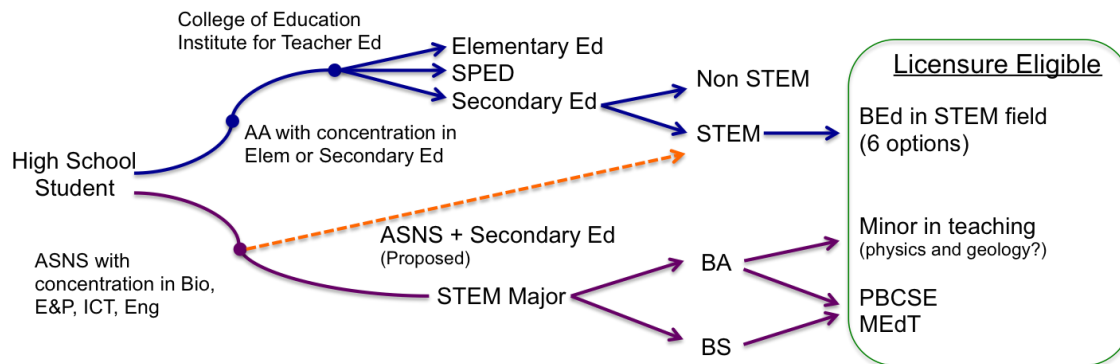 College of Education
Institute for Teacher Ed
Elementary Ed
SPED
Secondary Ed
Non STEM
STEM
Licensure Eligible
BEd in STEM field
(6 options)
AA with concentration in
Elem or Secondary Ed
High School
Student
ASNS + Secondary Ed
(Proposed)
ASNS with
concentration in Bio,
E&P, ICT, Eng
STEM Major
BA
BS
Minor in teaching
(physics and geology?)
PBCSE
MEdT